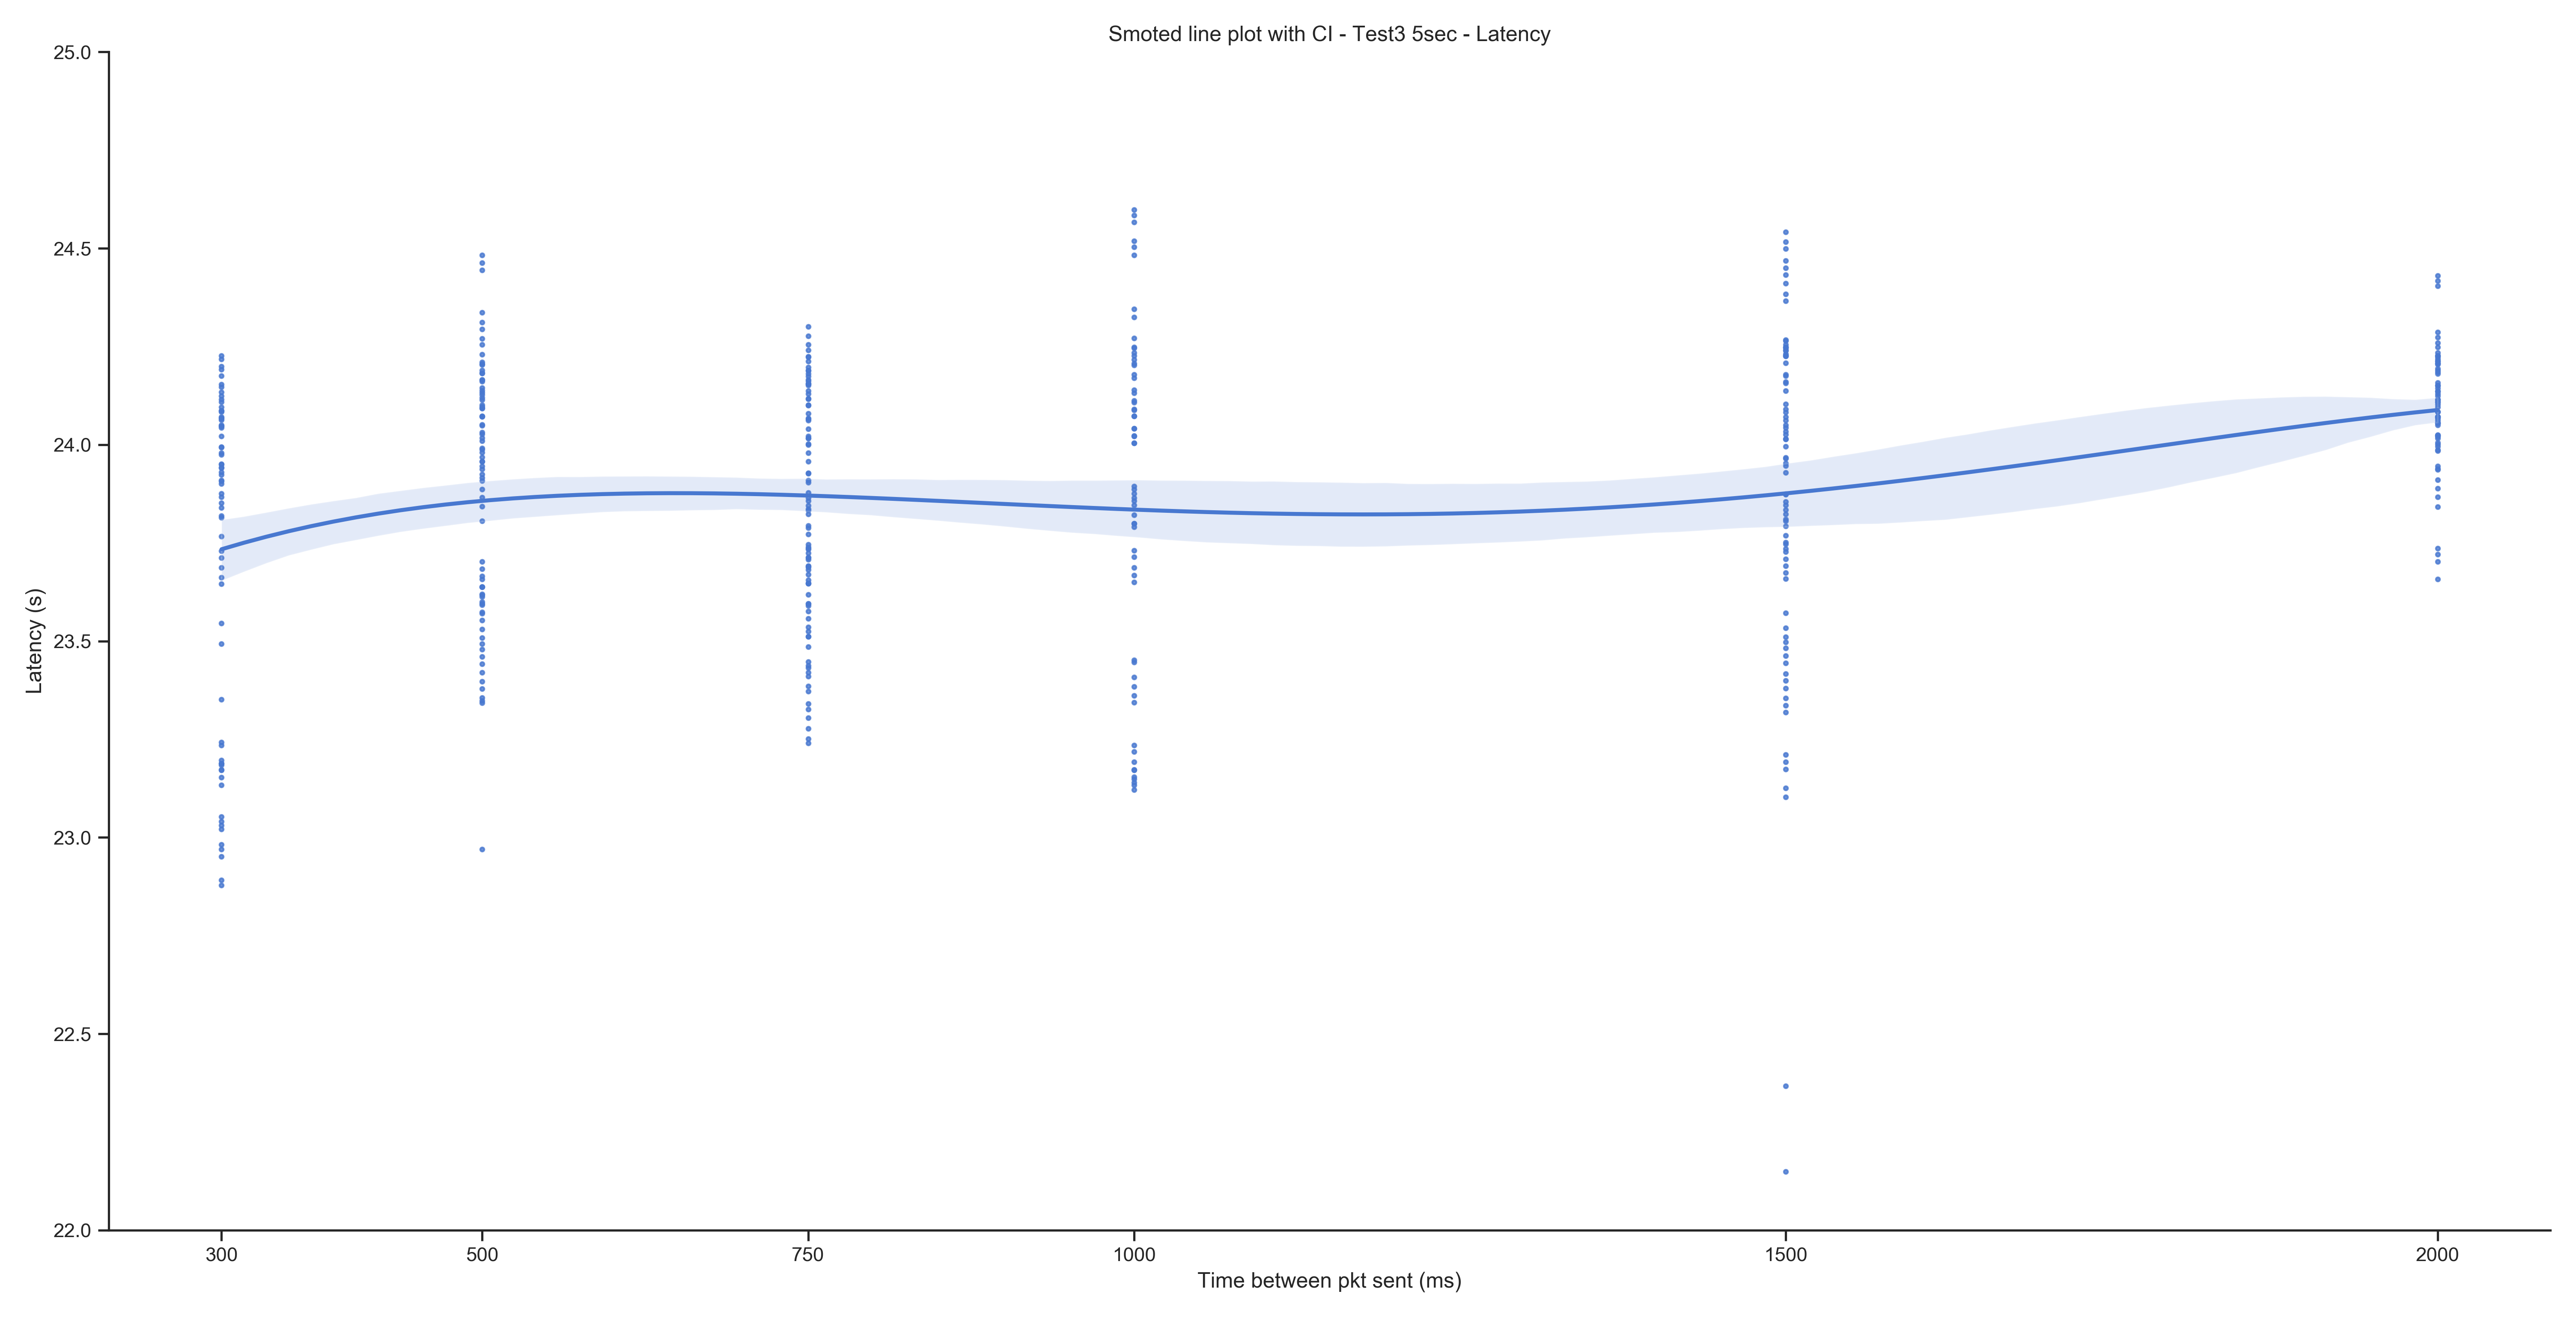 Smoted line plot with CI - Test3 5sec - Latency
25.0
24.5
24.0
23.5
23.0
22.5
22.0
Latency (s)
300 500 750 1000 1500 2000
Time between pkt sent (ms)